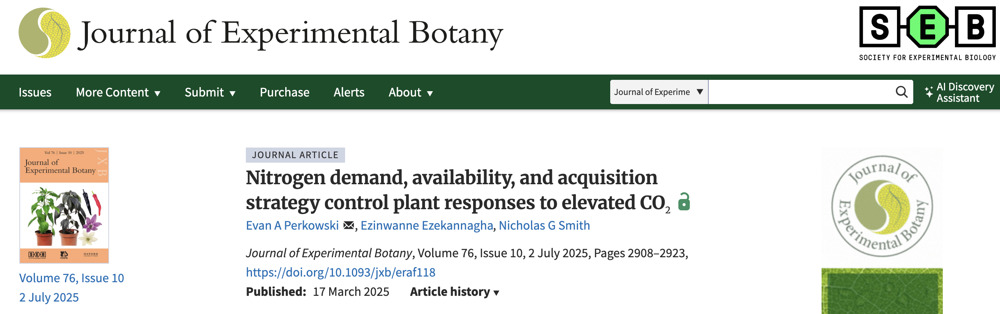 Journal of Experimental Botany
S E B
SOCIETY FOR EXPERIMENTAL BIOLOGY
Issues More Content ▼ Submit ▼ Purchase Alerts About ▼
Journal of Experime ▼
AI Discovery
Assistant
Vol 76 | Issue 10 | 2025
JXB
Journal of
Experimental Botany
SEB
FESPB
OXFORD
Volume 76, Issue 10
2 July 2025
JOURNAL ARTICLE
Nitrogen demand, availability, and acquisition
strategy control plant responses to elevated CO₂
Evan A Perkowski, Ezinwanne Ezekannagha, Nicholas G Smith
Journal of Experimental Botany, Volume 76, Issue 10, 2 July 2025, Pages 2908–2923,
https://doi.org/10.1093/jxb/eraf118
Published: 17 March 2025 Article history ▼
Journal of
Experimental Botany